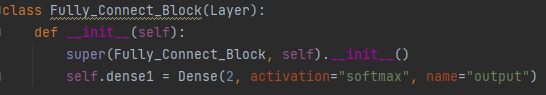 class Fully_Connect_Block(Layer):
    def __init__(self):
        super(Fully_Connect_Block, self).__init__()
        self.dense1 = Dense(2, activation="softmax", name="output")